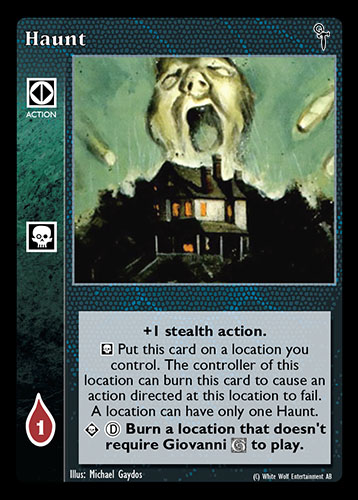 Haunt
ACTION
+1 stealth action.
Put this card on a location you
control. The controller of this
location can burn this card to cause an
action directed at this location to fail.
A location can have only one Haunt.
D Burn a location that doesn't
require Giovanni to play.
1
Illus: Michael Gaydos
(C) White Wolf Entertainment AB